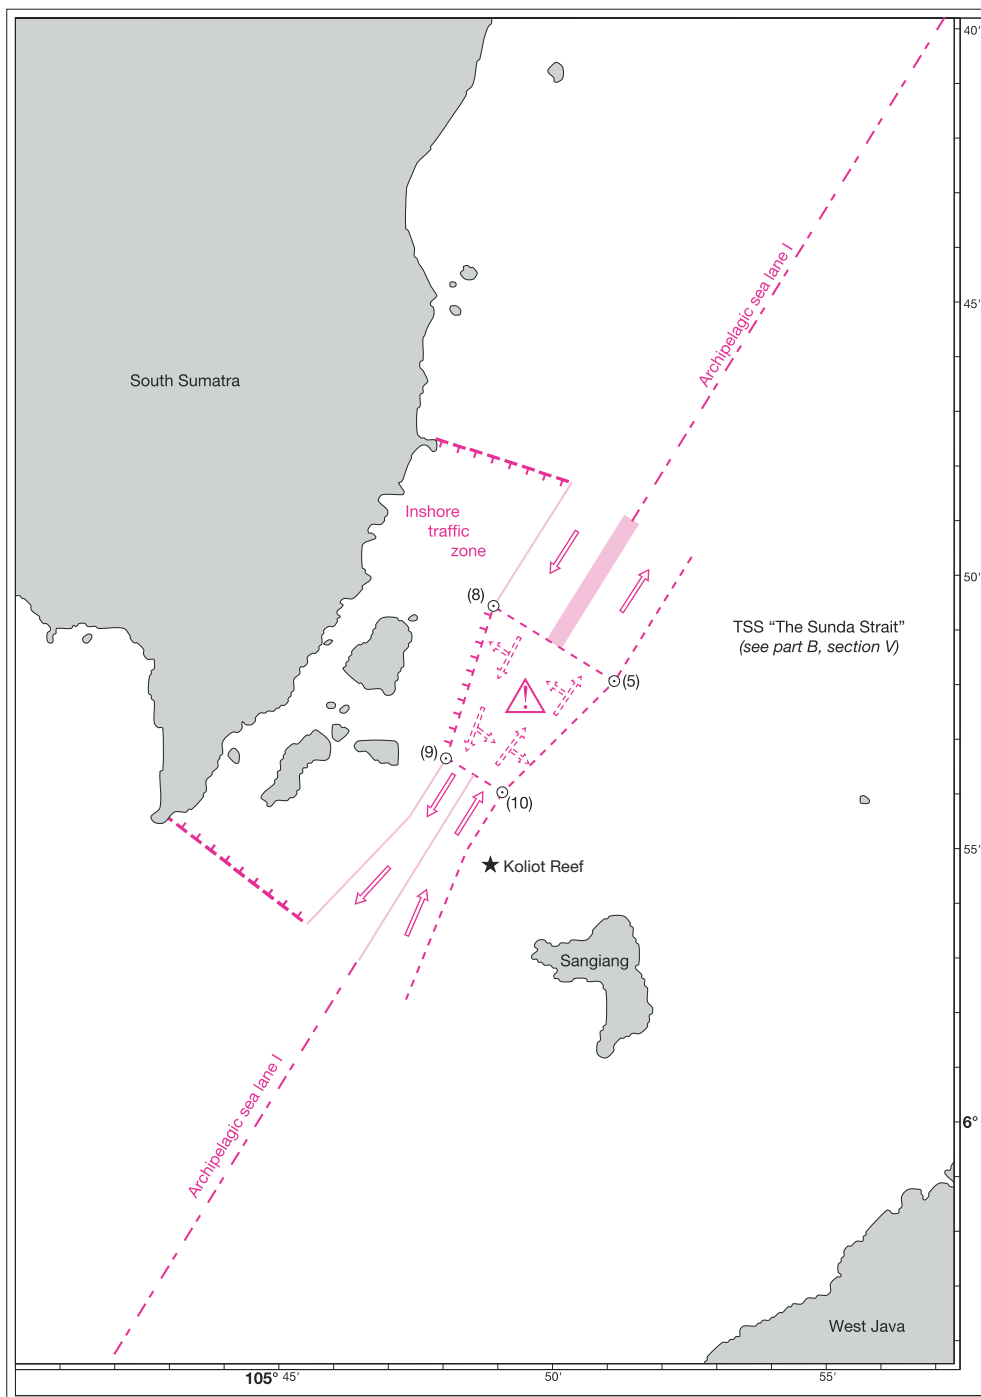 40′
Archipelagic sea lane I
45′
South Sumatra
Inshore
traffic
zone
50′
(8)
TSS “The Sunda Strait”
(see part B, section V)
(5)
(9)
(10)
55′
Koliot Reef
Sangiang
Archipelagic sea lane I
6°
West Java
105° 45′
50′
55′